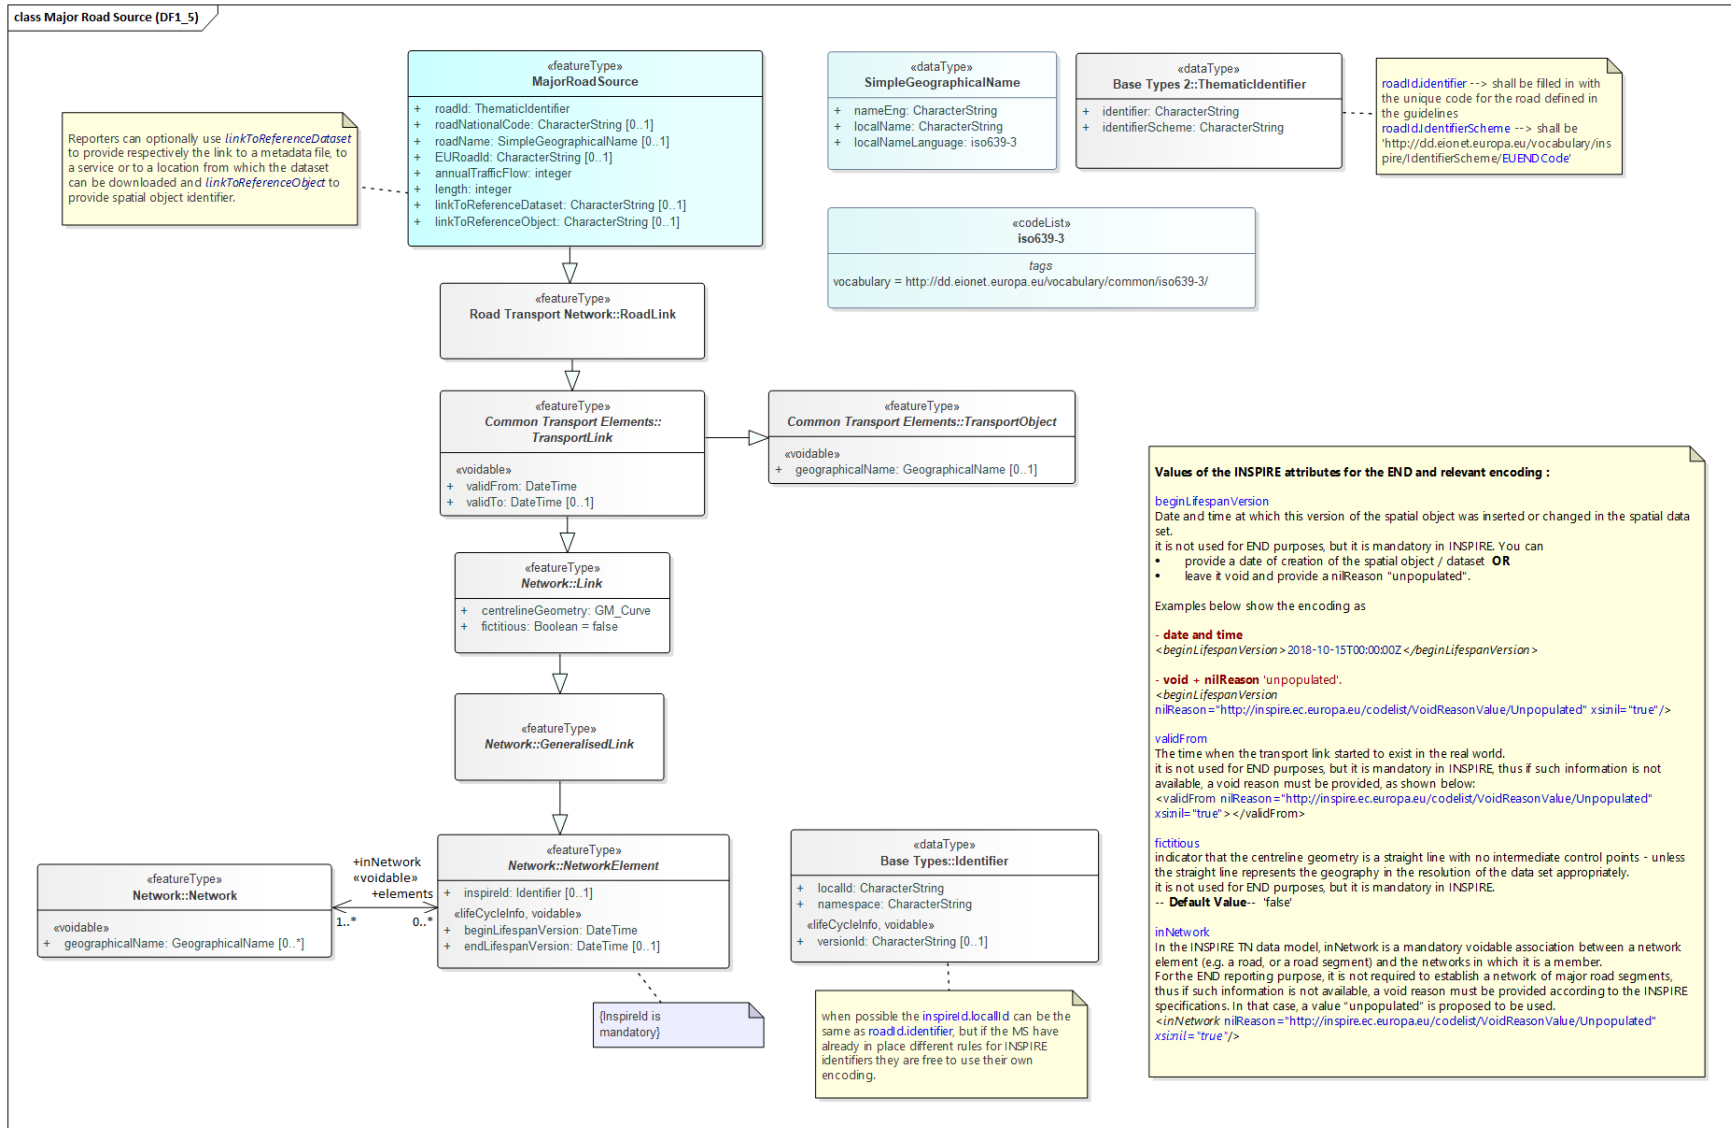 class Major Road Source (DF1_5)
«featureType»
MajorRoadSource
+ roadId: ThematicIdentifier
+ roadNationalCode: CharacterString [0..1]
+ roadName: SimpleGeographicalName [0..1]
+ EURoadId: CharacterString [0..1]
+ annualTrafficFlow: integer
+ length: integer
+ linkToReferenceDataset: CharacterString [0..1]
+ linkToReferenceObject: CharacterString [0..1]
«dataType»
SimpleGeographicalName
+ nameEng: CharacterString
+ localName: CharacterString
+ localNameLanguage: iso639-3
«dataType»
Base Types 2::ThematicIdentifier
+ identifier: CharacterString
+ identifierScheme: CharacterString
roadId.identifier --> shall be filled in with
the unique code for the road defined in
the guidelines
roadId.IdentifierScheme --> shall be
'http://dd.eionet.europa.eu/vocabulary/ins
pire/IdentifierScheme/EUENDCode'
Reporters can optionally use linkToReferenceDataset
to provide respectively the link to a metadata file, to
a service or to a location from which the dataset
can be downloaded and linkToReferenceObject to
provide spatial object identifier.
«codeList»
iso639-3
tags
vocabulary = http://dd.eionet.europa.eu/vocabulary/common/iso639-3/
«featureType»
Road Transport Network::RoadLink
«featureType»
Common Transport Elements::
TransportLink
«voidable»
+ validFrom: DateTime
+ validTo: DateTime [0..1]
«featureType»
Common Transport Elements::TransportObject
«voidable»
+ geographicalName: GeographicalName [0..1]
«featureType»
Network::Link
+ centrelineGeometry: GM_Curve
+ fictitious: Boolean = false
«featureType»
Network::GeneralisedLink
«featureType»
Network::NetworkElement
+ inspireId: Identifier [0..1]
«lifeCycleInfo, voidable»
+ beginLifespanVersion: DateTime
+ endLifespanVersion: DateTime [0..1]
+inNetwork
«voidable»
+elements
1..*
0..*
«featureType»
Network::Network
«voidable»
+ geographicalName: GeographicalName [0..*]
{InspireId is
mandatory}
«dataType»
Base Types::Identifier
+ localId: CharacterString
+ namespace: CharacterString
«lifeCycleInfo, voidable»
+ versionId: CharacterString [0..1]
when possible the inspireId.localId can be the
same as roadId.identifier, but if the MS have
already in place different rules for INSPIRE
identifiers they are free to use their own
encoding.
Values of the INSPIRE attributes for the END and relevant encoding :
beginLifespanVersion
Date and time at which this version of the spatial object was inserted or changed in the spatial data
set.
it is not used for END purposes, but it is mandatory in INSPIRE. You can
• provide a date of creation of the spatial object / dataset OR
• leave it void and provide a nilReason "unpopulated".
Examples below show the encoding as
- date and time
<beginLifespanVersion>2018-10-15T00:00:00Z</beginLifespanVersion>
- void + nilReason 'unpopulated'.
<beginLifespanVersion
nilReason="http://inspire.ec.europa.eu/codelist/VoidReasonValue/Unpopulated" xsi:nil="true"/>
validFrom
The time when the transport link started to exist in the real world.
it is not used for END purposes, but it is mandatory in INSPIRE, thus if such information is not
available, a void reason must be provided, as shown below:
<validFrom nilReason="http://inspire.ec.europa.eu/codelist/VoidReasonValue/Unpopulated"
xsi:nil="true"></validFrom>
fictitious
indicator that the centreline geometry is a straight line with no intermediate control points - unless
the straight line represents the geography in the resolution of the data set appropriately.
it is not used for END purposes, but it is mandatory in INSPIRE.
-- Default Value-- 'false'
inNetwork
In the INSPIRE TN data model, inNetwork is a mandatory voidable association between a network
element (e.g. a road, or a road segment) and the networks in which it is a member.
For the END reporting purpose, it is not required to establish a network of major road segments,
thus if such information is not available, a void reason must be provided according to the INSPIRE
specifications. In that case, a value "unpopulated" is proposed to be used.
<inNetwork nilReason="http://inspire.ec.europa.eu/codelist/VoidReasonValue/Unpopulated"
xsi:nil="true"/>